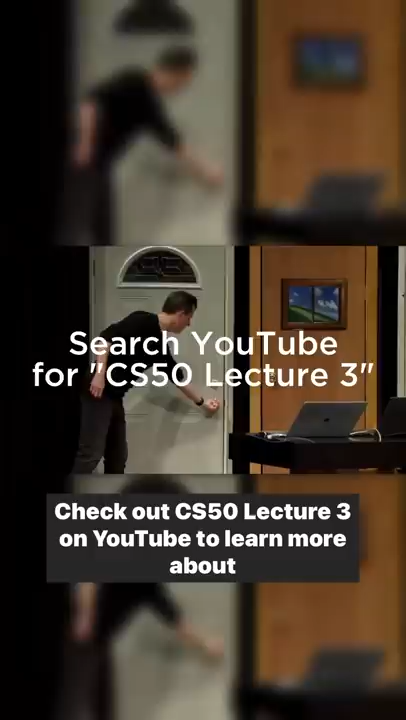 Search YouTube
for "CS50 Lecture 3"
Check out CS50 Lecture 3
on YouTube to learn more
about